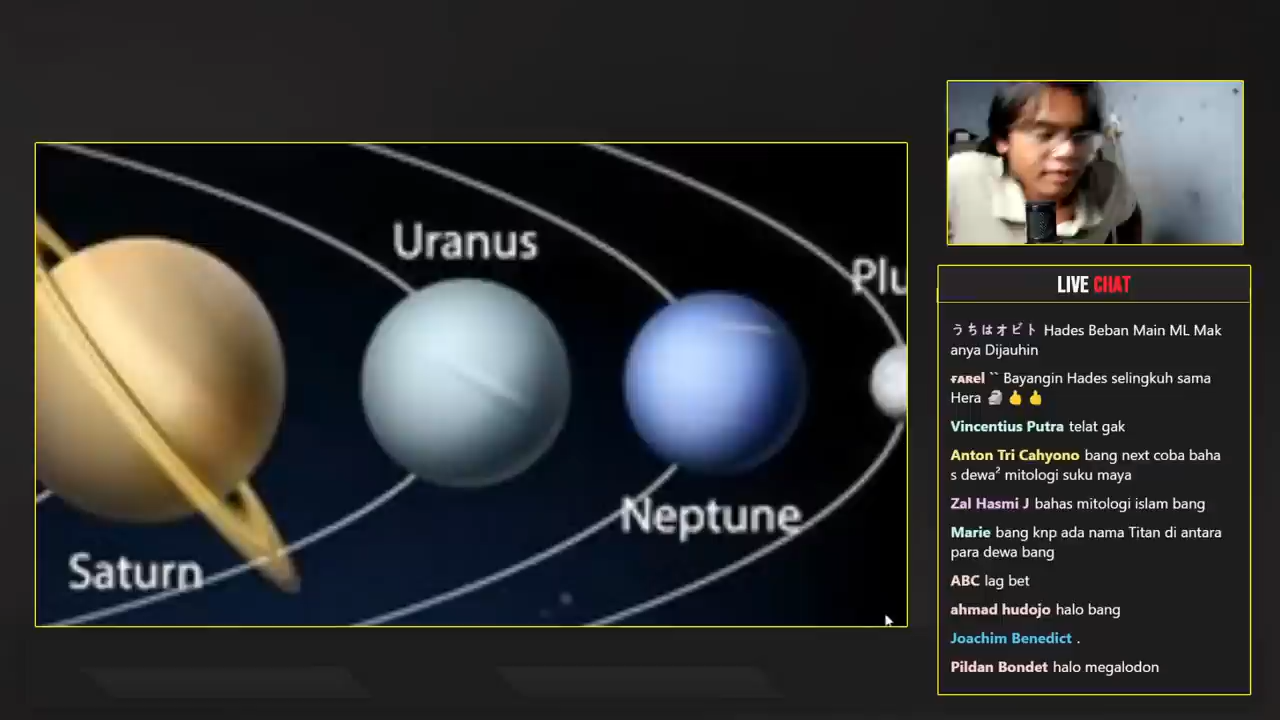 Uranus
Plu
Neptune
Saturn
LIVE CHAT
うちはオビト Hades Beban Main ML Mak
anya Dijauhin
ғᴀʀel `` Bayangin Hades selingkuh sama
Hera 🗿 👍 👍
Vincentius Putra telat gak
Anton Tri Cahyono bang next coba baha
s dewa² mitologi suku maya
Zal Hasmi J bahas mitologi islam bang
Marie bang knp ada nama Titan di antara
para dewa bang
ABC lag bet
ahmad hudojo halo bang
Joachim Benedict .
Pildan Bondet halo megalodon